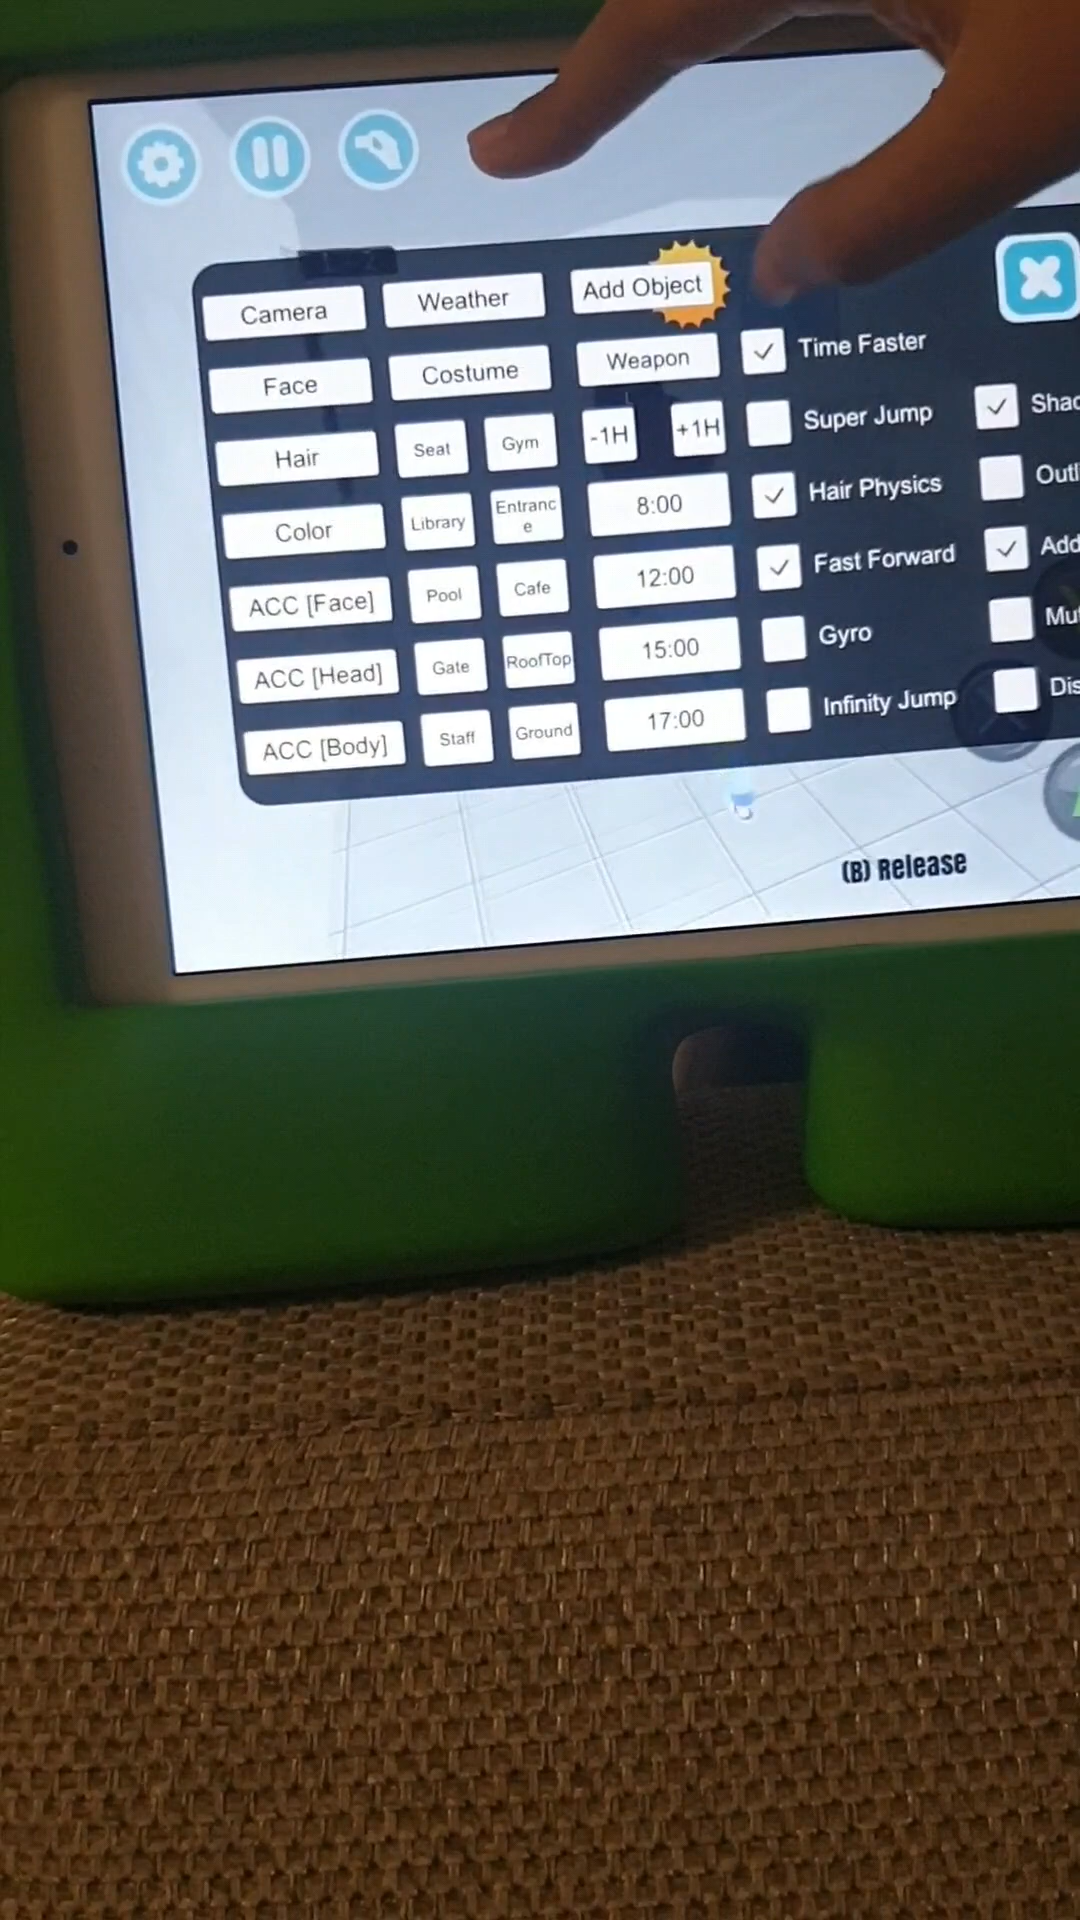 Camera
Weather
Add Object
Face
Costume
Weapon
Time Faster
Hair
Seat
Gym
-1H
+1H
Super Jump
Color
Library
Entranc
e
8:00
Hair Physics
ACC [Face]
Pool
Cafe
12:00
Fast Forward
Add
ACC [Head]
Gate
RoofTop
15:00
Gyro
ACC [Body]
Staff
Ground
17:00
Infinity Jump
(B) Release